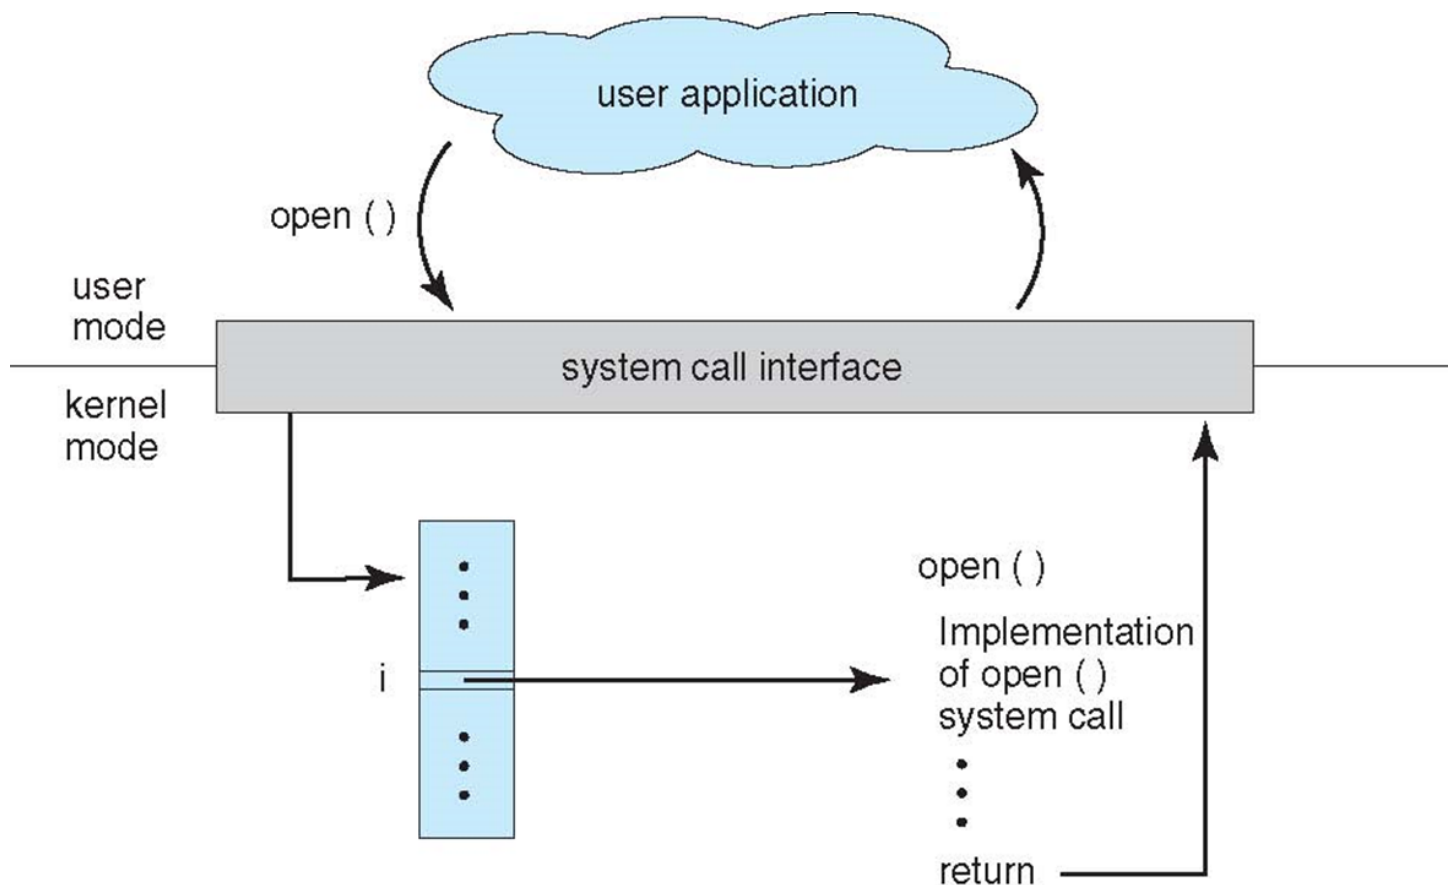 user application
open ( )
user
mode
system call interface
kernel
mode
open ( )
Implementation
of open ( )
system call
i
return